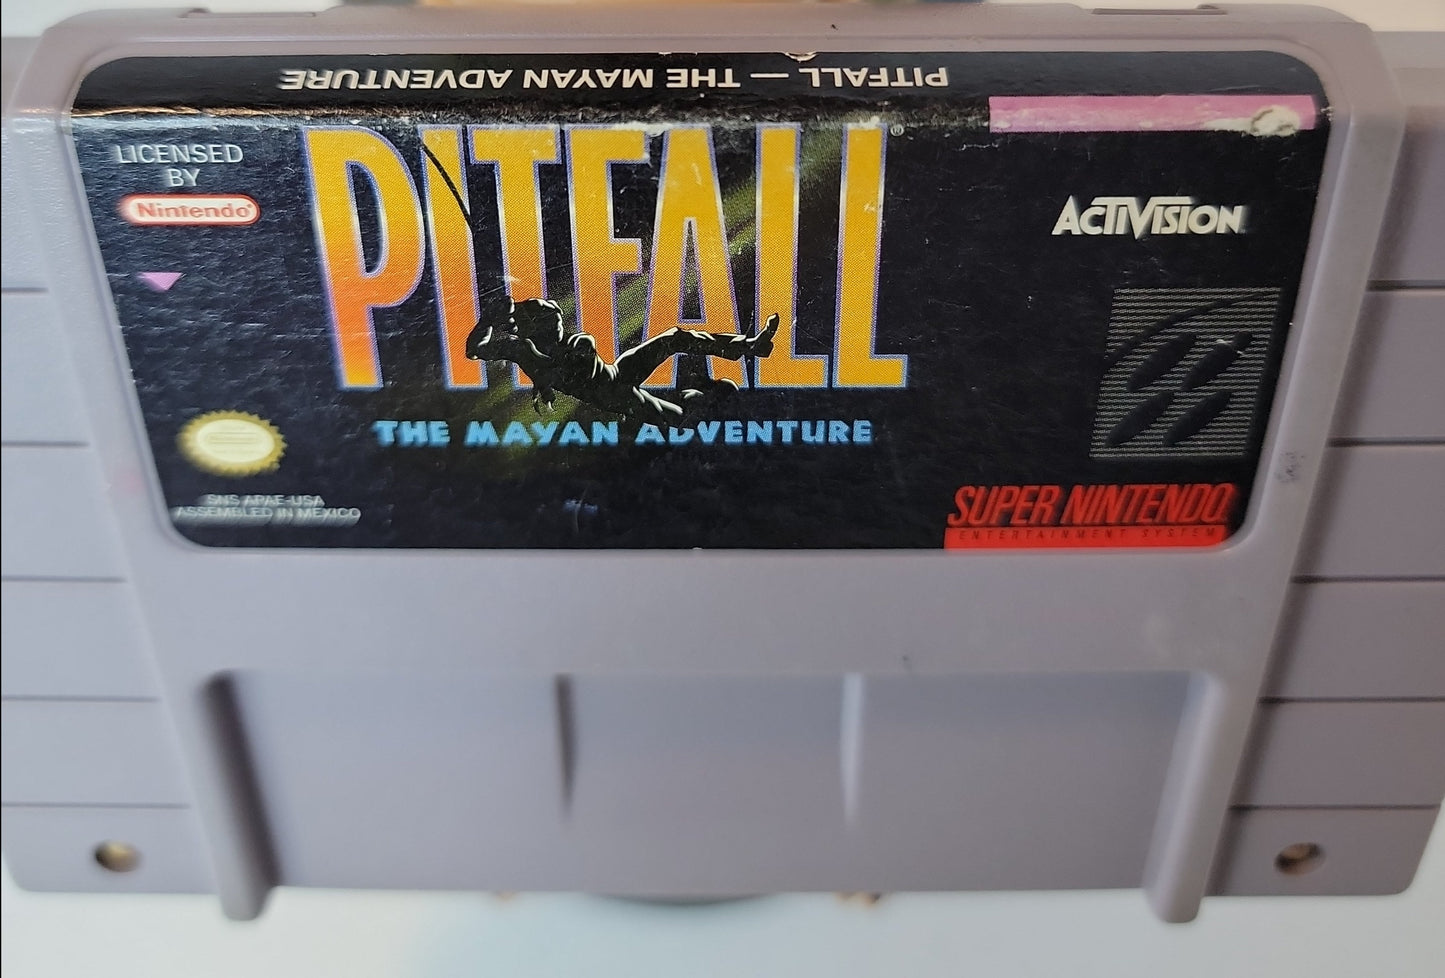 PITFALL — THE MAYAN ADVENTURE
LICENSED
BY
Nintendo®
PITFALL®
THE MAYAN ADVENTURE
ACTIVISION
SNS APAE-USA
ASSEMBLED IN MEXICO
SUPER NINTENDO
ENTERTAINMENT SYSTEM